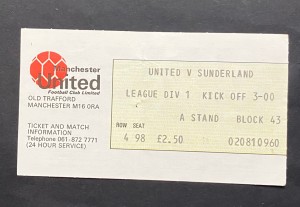 Manchester
United
Football Club Limited
OLD TRAFFORD
MANCHESTER M16 0RA
TICKET AND MATCH
INFORMATION
Telephone 061-872 7771
(24 HOUR SERVICE)
UNITED V SUNDERLAND
LEAGUE DIV 1 KICK OFF 3-00
A STAND BLOCK 43
ROW SEAT
4 98 £2.50 020810960